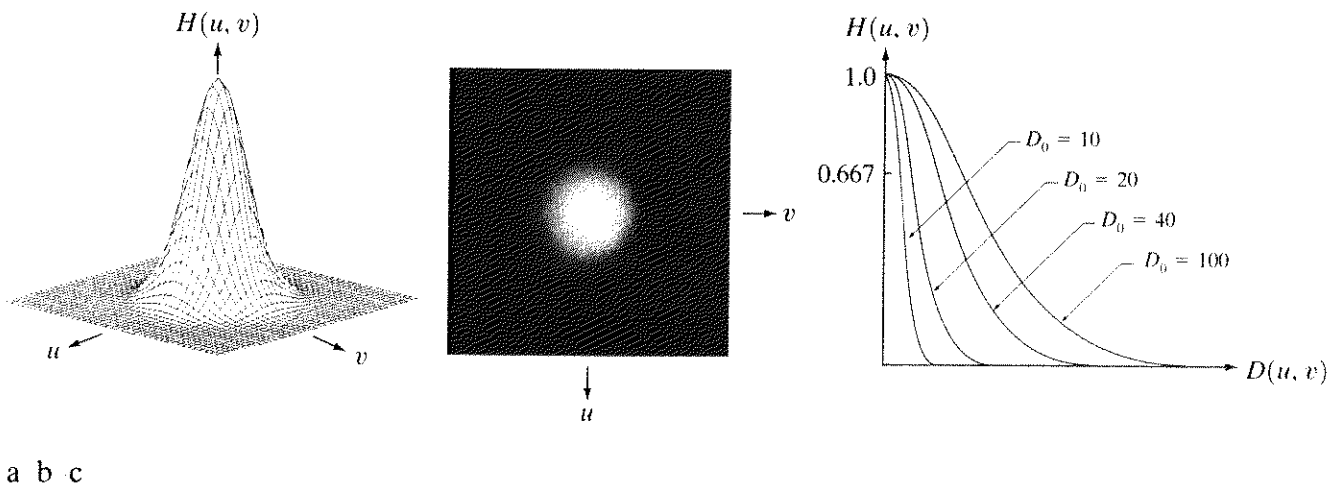 H(u, v)
u
v
v
u
H(u, v)
1.0
0.667
D₀ = 10
D₀ = 20
D₀ = 40
D₀ = 100
D(u, v)
a b c